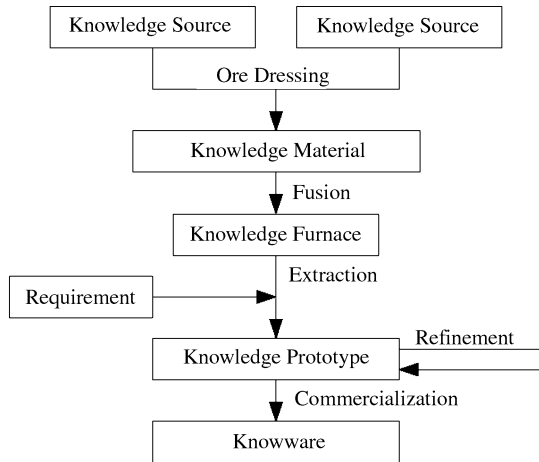 Knowledge Source
Knowledge Source
Ore Dressing
Knowledge Material
Fusion
Knowledge Furnace
Extraction
Requirement
Refinement
Knowledge Prototype
Commercialization
Knowware